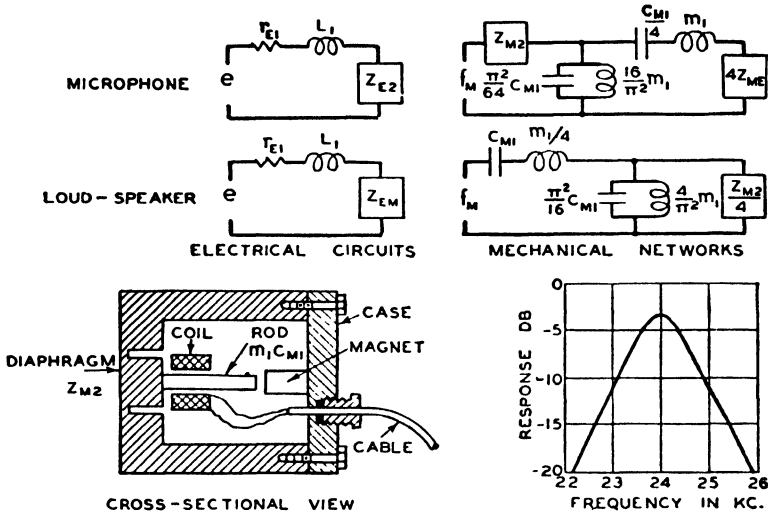 MICROPHONE
e
r_E1
L_1
Z_E2
f_M
Z_M2
π²/64 C_M1
16/π² m_1
C_M1/4
m_1
4Z_ME
LOUD-SPEAKER
e
r_E1
L_1
Z_EM
f_M
C_M1
m_1/4
π²/16 C_M1
4/π² m_1
Z_M2/4
ELECTRICAL CIRCUITS
MECHANICAL NETWORKS
DIAPHRAGM
Z_M2
COIL
ROD
m_1 C_M1
CASE
MAGNET
CABLE
CROSS-SECTIONAL VIEW
RESPONSE DB
0
-5
-10
-15
-20
22 23 24 25 26
FREQUENCY IN KC.